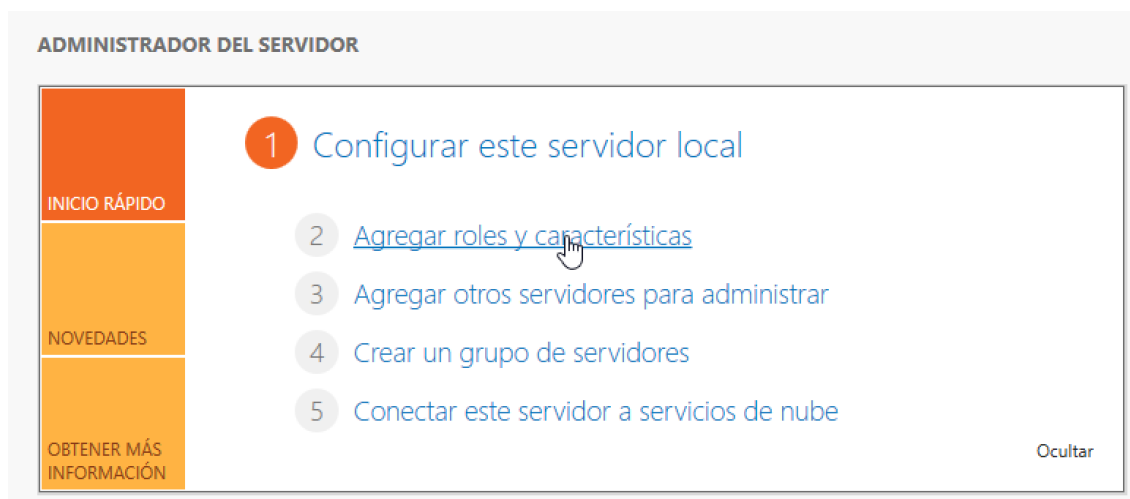 ADMINISTRADOR DEL SERVIDOR
INICIO RÁPIDO
NOVEDADES
OBTENER MÁS
INFORMACIÓN
1 Configurar este servidor local
2 Agregar roles y características
3 Agregar otros servidores para administrar
4 Crear un grupo de servidores
5 Conectar este servidor a servicios de nube
Ocultar